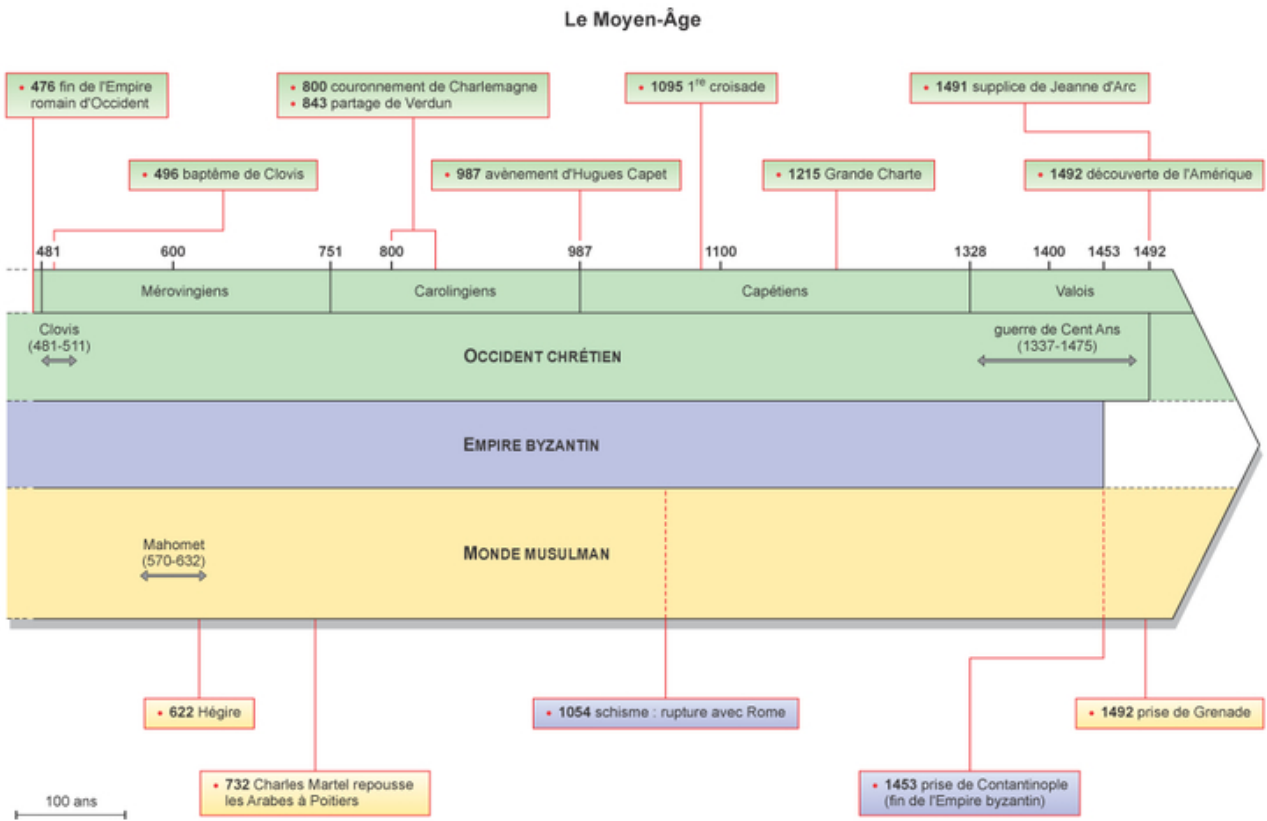 Le Moyen-Âge
• 476 fin de l'Empire
romain d'Occident
• 800 couronnement de Charlemagne
• 843 partage de Verdun
• 1095 1re croisade
• 1491 supplice de Jeanne d'Arc
• 496 baptême de Clovis
• 987 avènement d'Hugues Capet
• 1215 Grande Charte
• 1492 découverte de l'Amérique
481 600 751 800 987 1100 1328 1400 1453 1492
Mérovingiens Carolingiens Capétiens Valois
Clovis
(481-511)
guerre de Cent Ans
(1337-1475)
OCCIDENT CHRÉTIEN
EMPIRE BYZANTIN
Mahomet
(570-632)
MONDE MUSULMAN
• 622 Hégire
• 1054 schisme : rupture avec Rome
• 1492 prise de Grenade
• 732 Charles Martel repousse
les Arabes à Poitiers
• 1453 prise de Contantinople
(fin de l'Empire byzantin)
100 ans